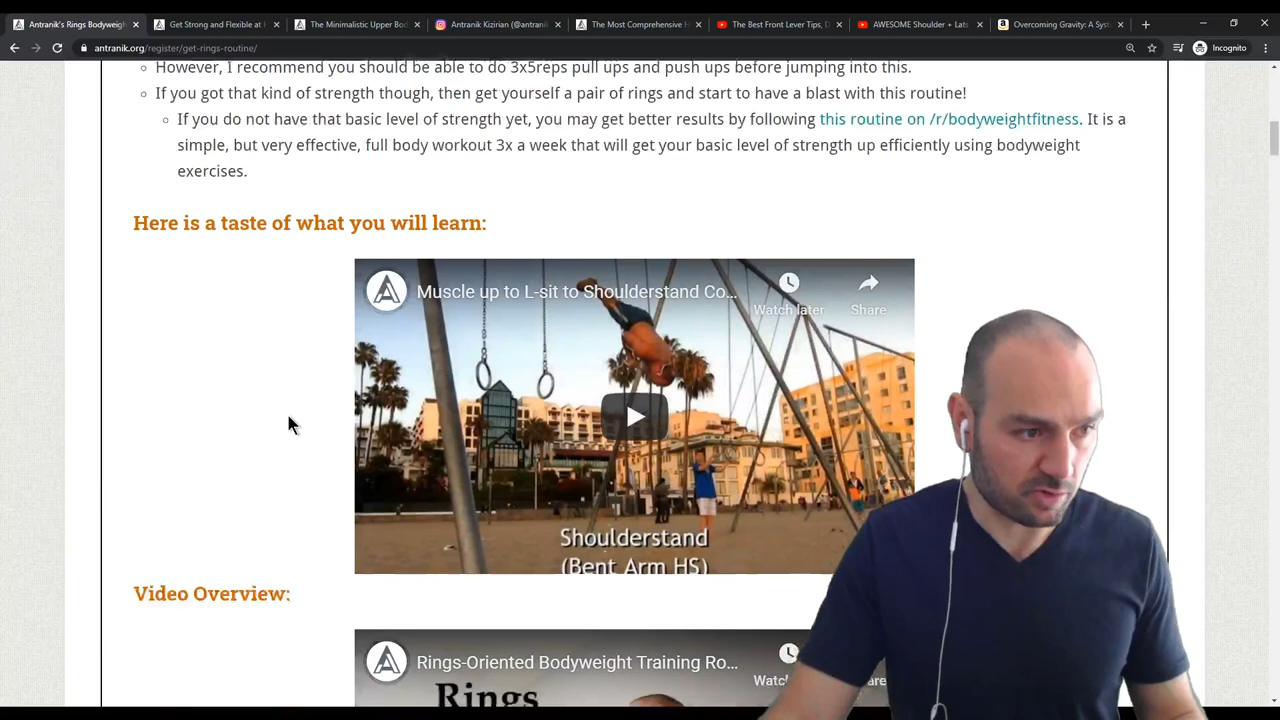 Antranik's Rings Bodyweigh
Get Strong and Flexible at
The Minimalistic Upper Bod
Antranik Kizirian (@antranik
The Most Comprehensive H
The Best Front Lever Tips, D
AWESOME Shoulder + Lats
Overcoming Gravity: A Syst
antranik.org/register/get-rings-routine/
Incognito
However, I recommend you should be able to do 3x5reps pull ups and push ups before jumping into this.
If you got that kind of strength though, then get yourself a pair of rings and start to have a blast with this routine!
If you do not have that basic level of strength yet, you may get better results by following this routine on /r/bodyweightfitness. It is a
simple, but very effective, full body workout 3x a week that will get your basic level of strength up efficiently using bodyweight
exercises.
Here is a taste of what you will learn:
Muscle up to L-sit to Shoulderstand Co...
Watch later
Share
Shoulderstand
(Bent Arm HS)
Video Overview:
Rings-Oriented Bodyweight Training Ro...
Rings